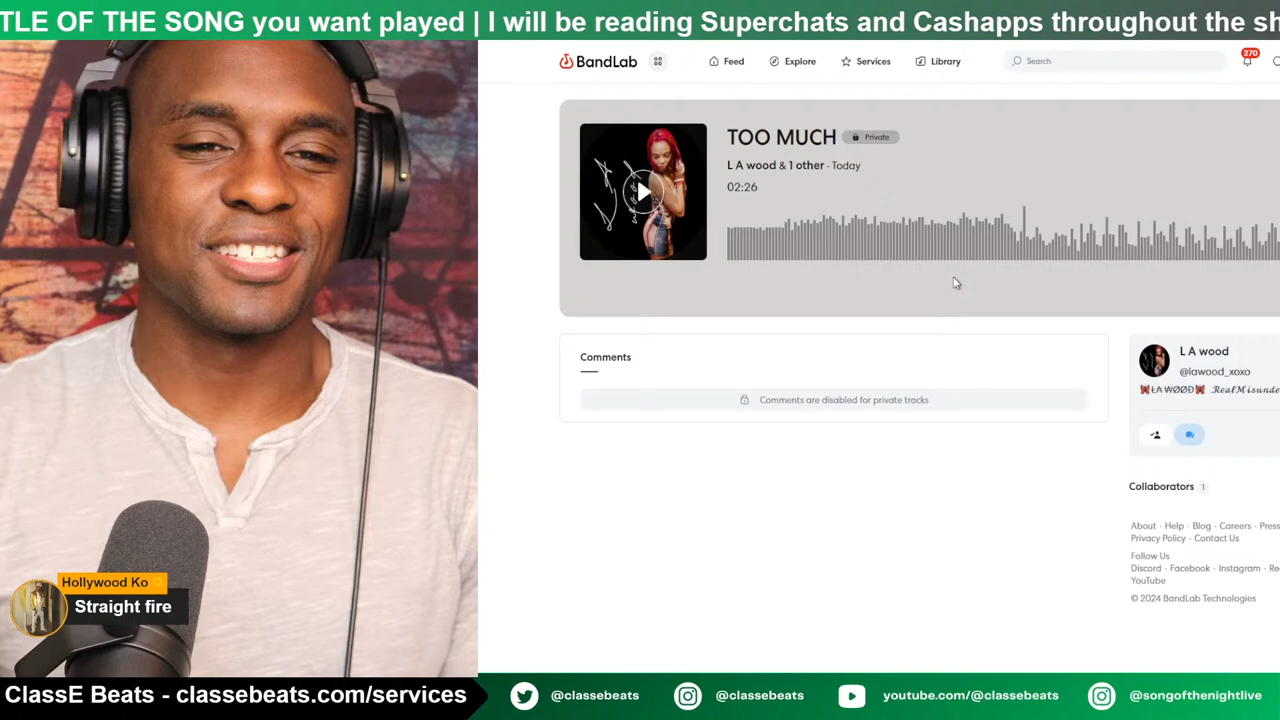 TLE OF THE SONG you want played | I will be reading Superchats and Cashapps throughout the sh
BandLab
Feed
Explore
Services
Library
Search
270
TOO MUCH
Private
L A wood & 1 other · Today
02:26
Comments
Comments are disabled for private tracks
L A wood
@lawood_xoxo
ⱠA ₩ØØĐ 𝓡𝓮𝓪𝓵𝓜𝓲𝓼𝓾𝓷𝓭𝓮
Collaborators 1
About · Help · Blog · Careers · Press
Privacy Policy · Contact Us
Follow Us
Discord · Facebook · Instagram · Re
YouTube
© 2024 BandLab Technologies
Hollywood Ko
Straight fire
ClassE Beats - classebeats.com/services
@classebeats
@classebeats
youtube.com/@classebeats
@songofthenightlive